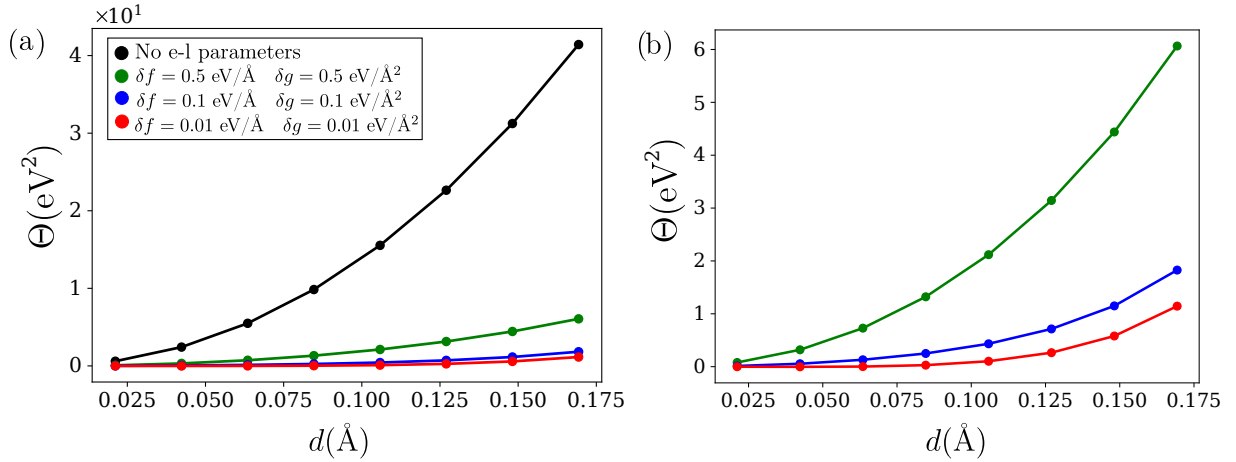 (a)
×10¹
4
3
2
1
0
Θ(eV²)
No e-l parameters
δf = 0.5 eV/Å δg = 0.5 eV/Å²
δf = 0.1 eV/Å δg = 0.1 eV/Å²
δf = 0.01 eV/Å δg = 0.01 eV/Å²
0.025 0.050 0.075 0.100 0.125 0.150 0.175
d(Å)
(b)
6
5
4
3
2
1
0
Θ(eV²)
0.025 0.050 0.075 0.100 0.125 0.150 0.175
d(Å)